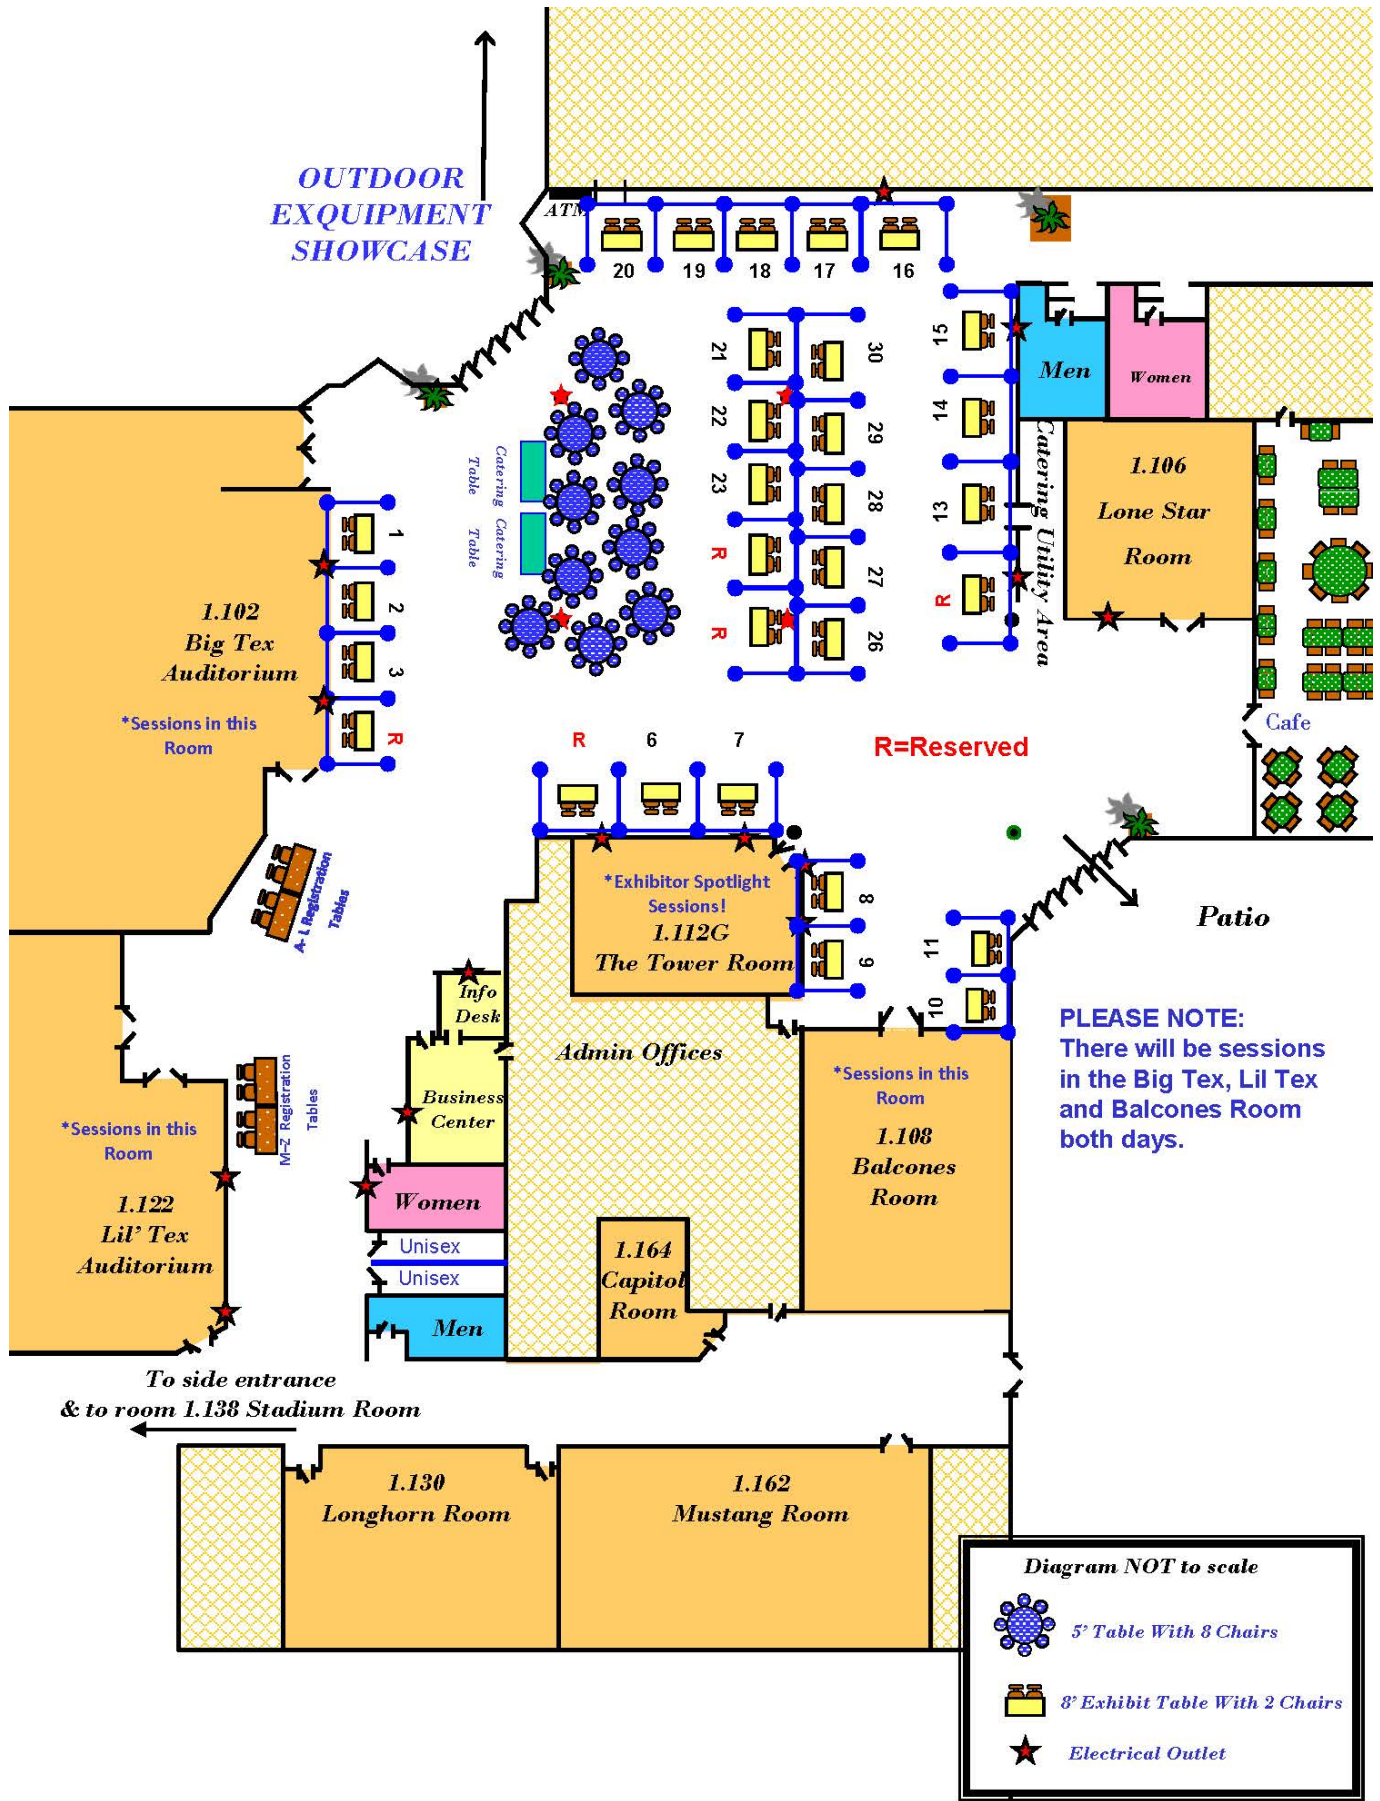 OUTDOOR
EXQUIPMENT
SHOWCASE
ATM
20
19
18
17
16
15
14
13
R
21
22
23
R
R
30
29
28
27
26
Men
Women
Catering Utility Area
1.106
Lone Star
Room
Cafe
Catering
Table
Catering
Table
1
2
3
R
1.102
Big Tex
Auditorium
*Sessions in this
Room
R
6
7
R=Reserved
*Exhibitor Spotlight
Sessions!
1.112G
The Tower Room
8
9
11
10
Patio
PLEASE NOTE:
There will be sessions
in the Big Tex, Lil Tex
and Balcones Room
both days.
A- L Registration
Tables
M–Z Registration
Tables
Info
Desk
Business
Center
Admin Offices
*Sessions in this
Room
1.108
Balcones
Room
*Sessions in this
Room
1.122
Lil' Tex
Auditorium
Women
Unisex
Unisex
Men
1.164
Capitol
Room
To side entrance
& to room 1.138 Stadium Room
1.130
Longhorn Room
1.162
Mustang Room
Diagram NOT to scale
5' Table With 8 Chairs
8' Exhibit Table With 2 Chairs
Electrical Outlet